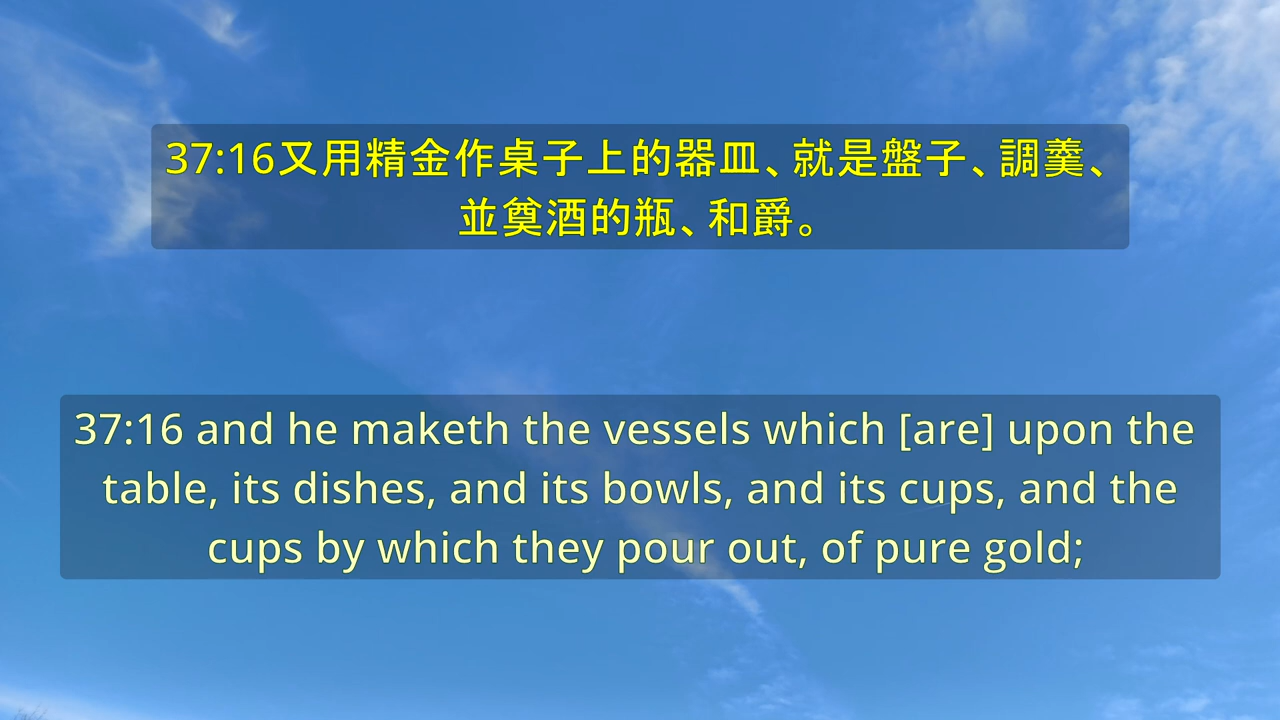 37:16又用精金作桌子上的器皿、就是盤子、調羹、
並奠酒的瓶、和爵。
37:16 and he maketh the vessels which [are] upon the
table, its dishes, and its bowls, and its cups, and the
cups by which they pour out, of pure gold;